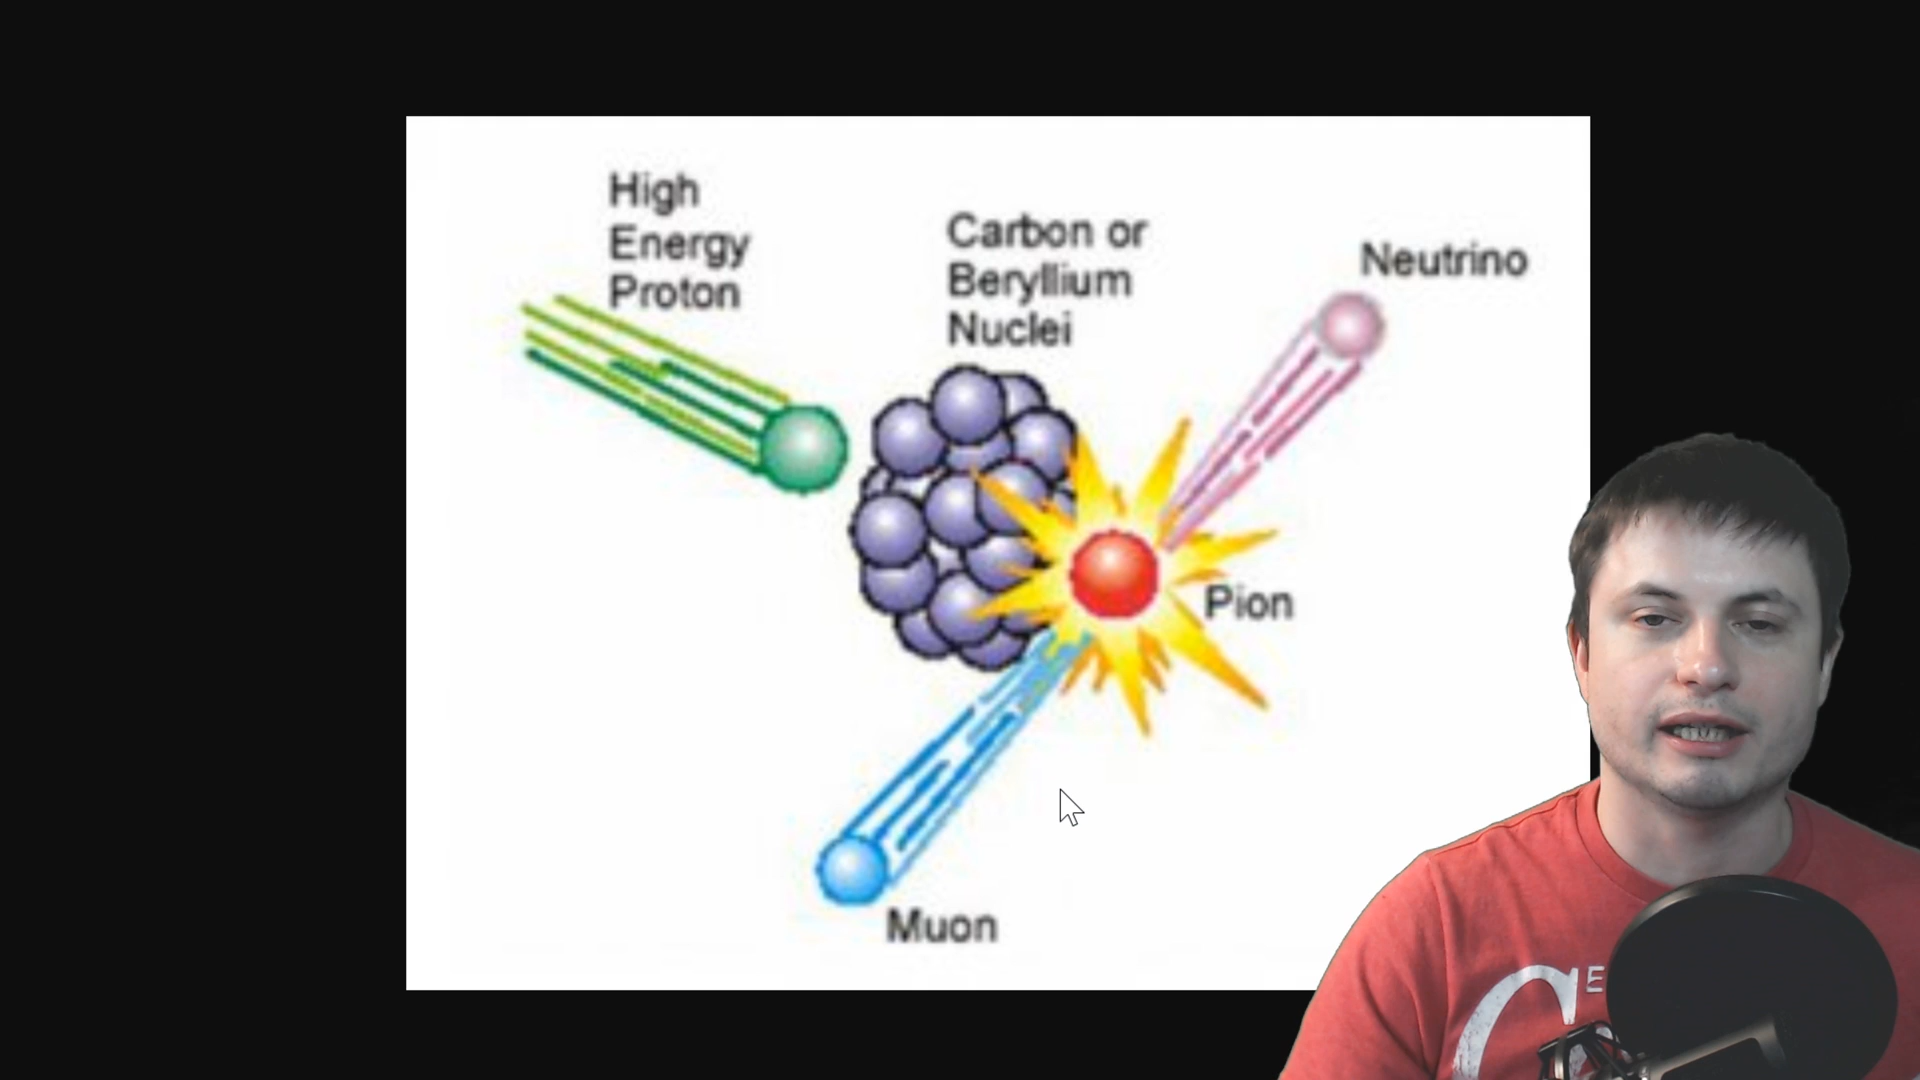 High
Energy
Proton
Carbon or
Beryllium
Nuclei
Neutrino
Pion
Muon
C E